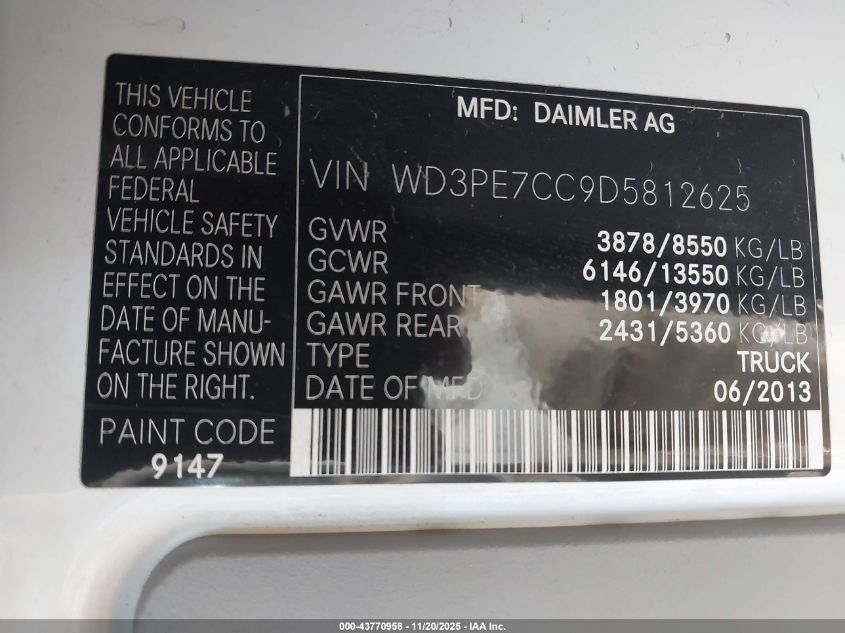 THIS VEHICLE
CONFORMS TO
ALL APPLICABLE
FEDERAL
VEHICLE SAFETY
STANDARDS IN
EFFECT ON THE
DATE OF MANU-
FACTURE SHOWN
ON THE RIGHT.
PAINT CODE
9147
MFD: DAIMLER AG
VIN WD3PE7CC9D5812625
GVWR 3878/8550 KG/LB
GCWR 6146/13550 KG/LB
GAWR FRONT 1801/3970 KG/LB
GAWR REAR 2431/5360 KG/LB
TYPE TRUCK
DATE OF MFD 06/2013
000-43770958 - 11/20/2025 - IAA Inc.